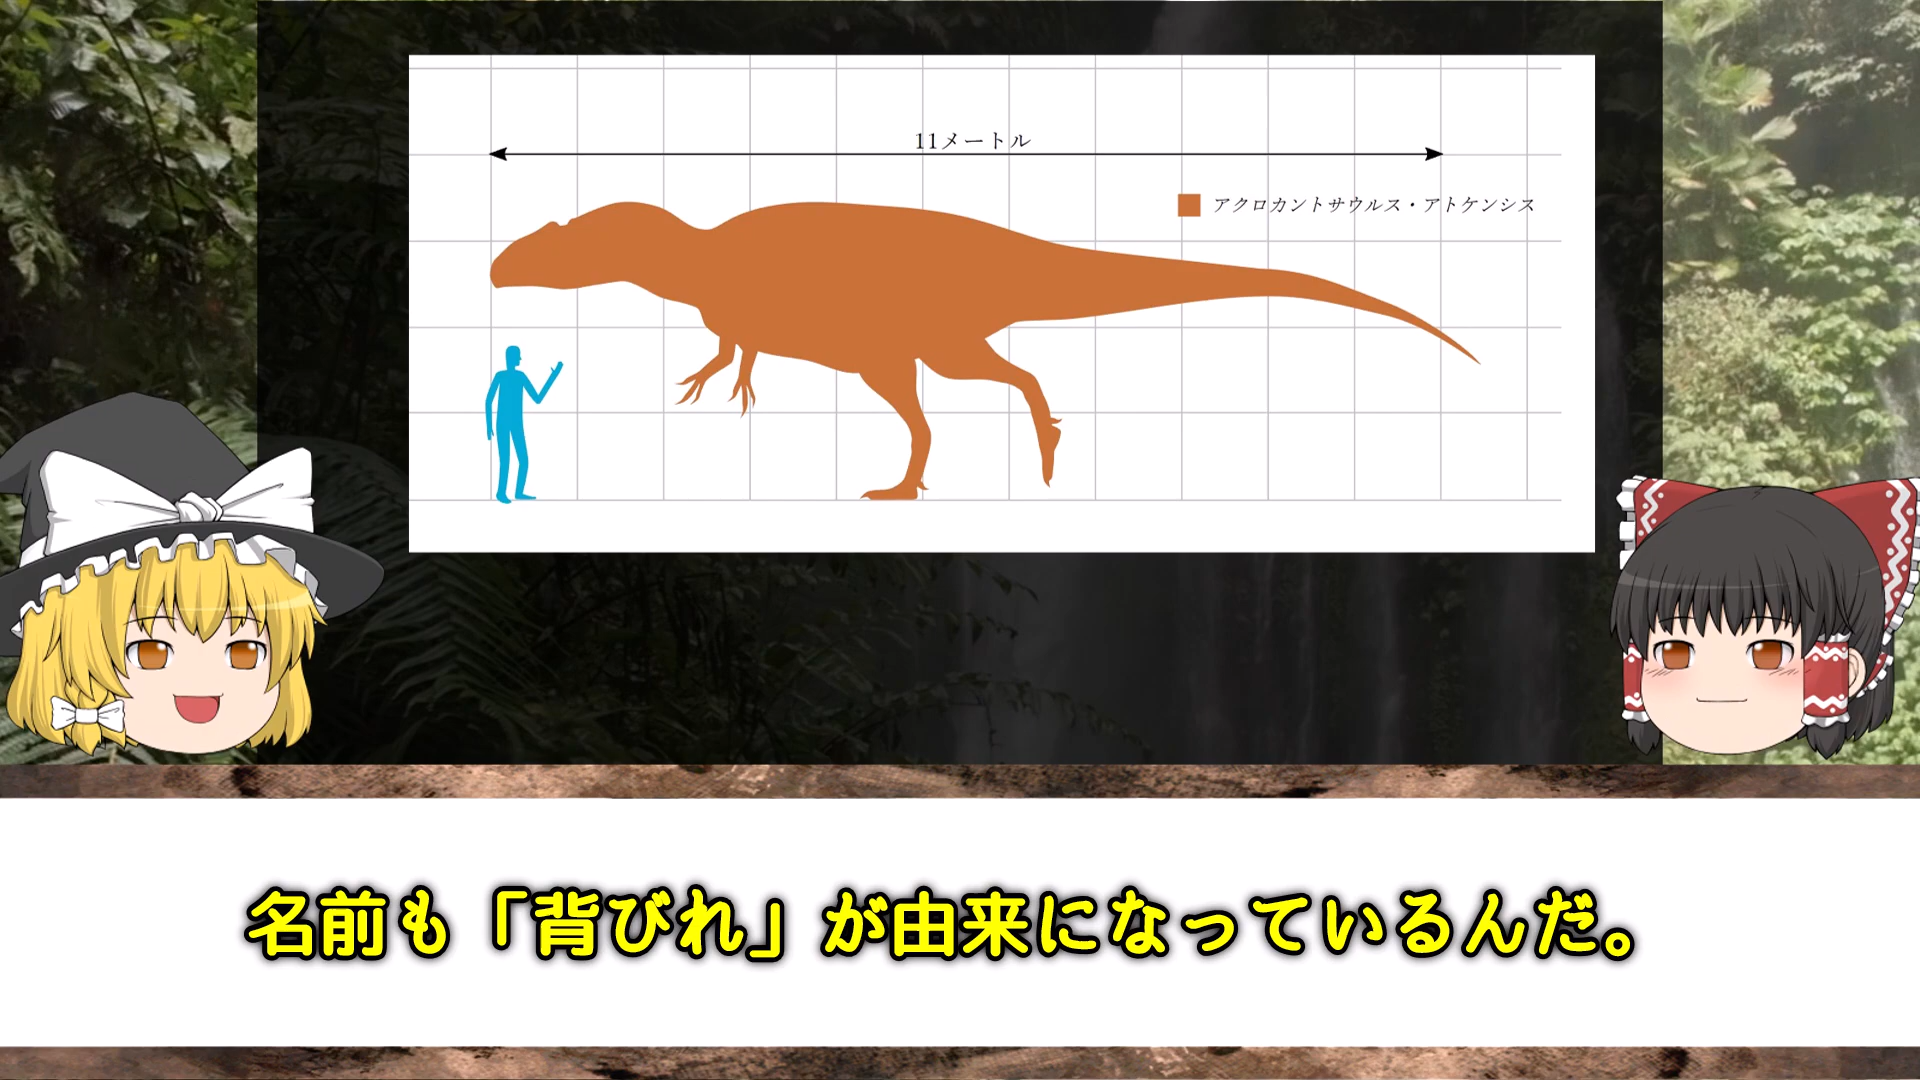 11メートル
アクロカントサウルス・アトケンシス
名前も「背びれ」が由来になっているんだ。